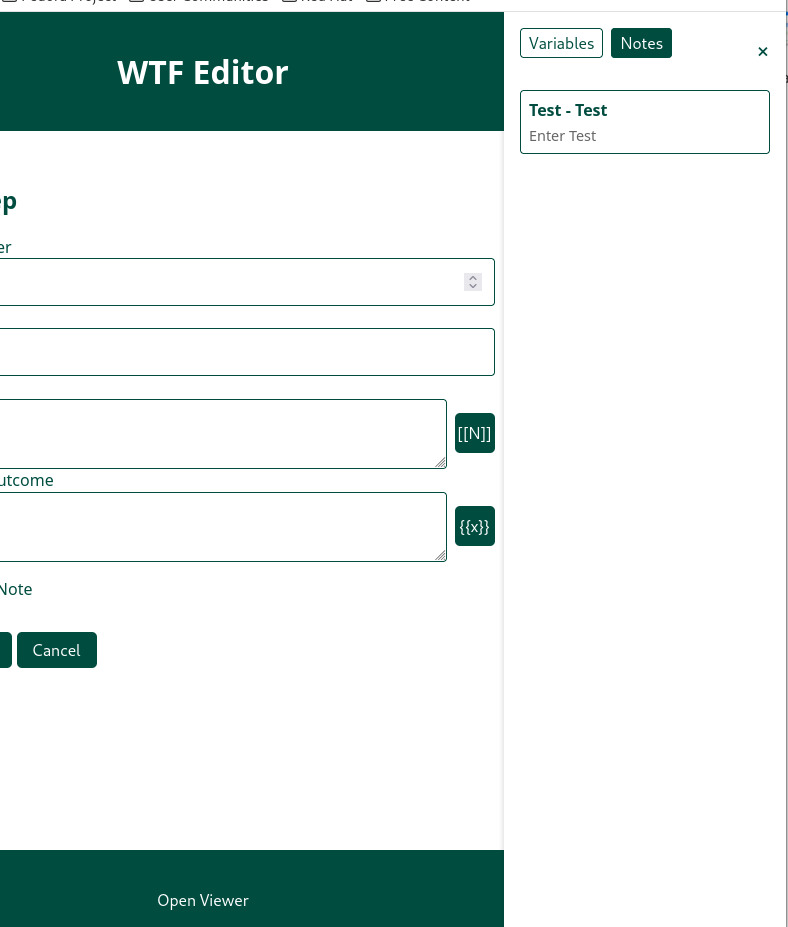 WTF Editor
Variables
Notes
×
Test - Test
Enter Test
ep
er
[[N]]
utcome
{{x}}
Note
Cancel
Open Viewer